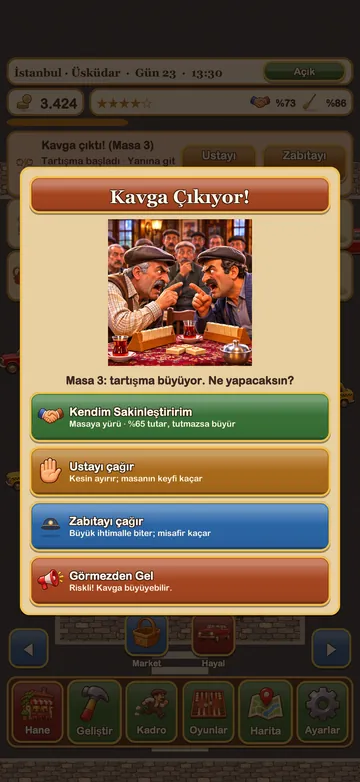 İstanbul · Üsküdar · Gün 23 · 13:30
Açık
3.424
%73
%86
Kavga çıktı! (Masa 3)
Tartışma başladı · Yanına git
Ustayı
Zabıtayı
Kavga Çıkıyor!
Masa 3: tartışma büyüyor. Ne yapacaksın?
Kendim Sakinleştiririm
Masaya yürü · %65 tutar, tutmazsa büyür
Ustayı çağır
Kesin ayırır; masanın keyfi kaçar
Zabıtayı çağır
Büyük ihtimalle biter; misafir kaçar
Görmezden Gel
Riskli! Kavga büyüyebilir.
Market
Hayal
Hane
Geliştir
Kadro
Oyunlar
Harita
Ayarlar